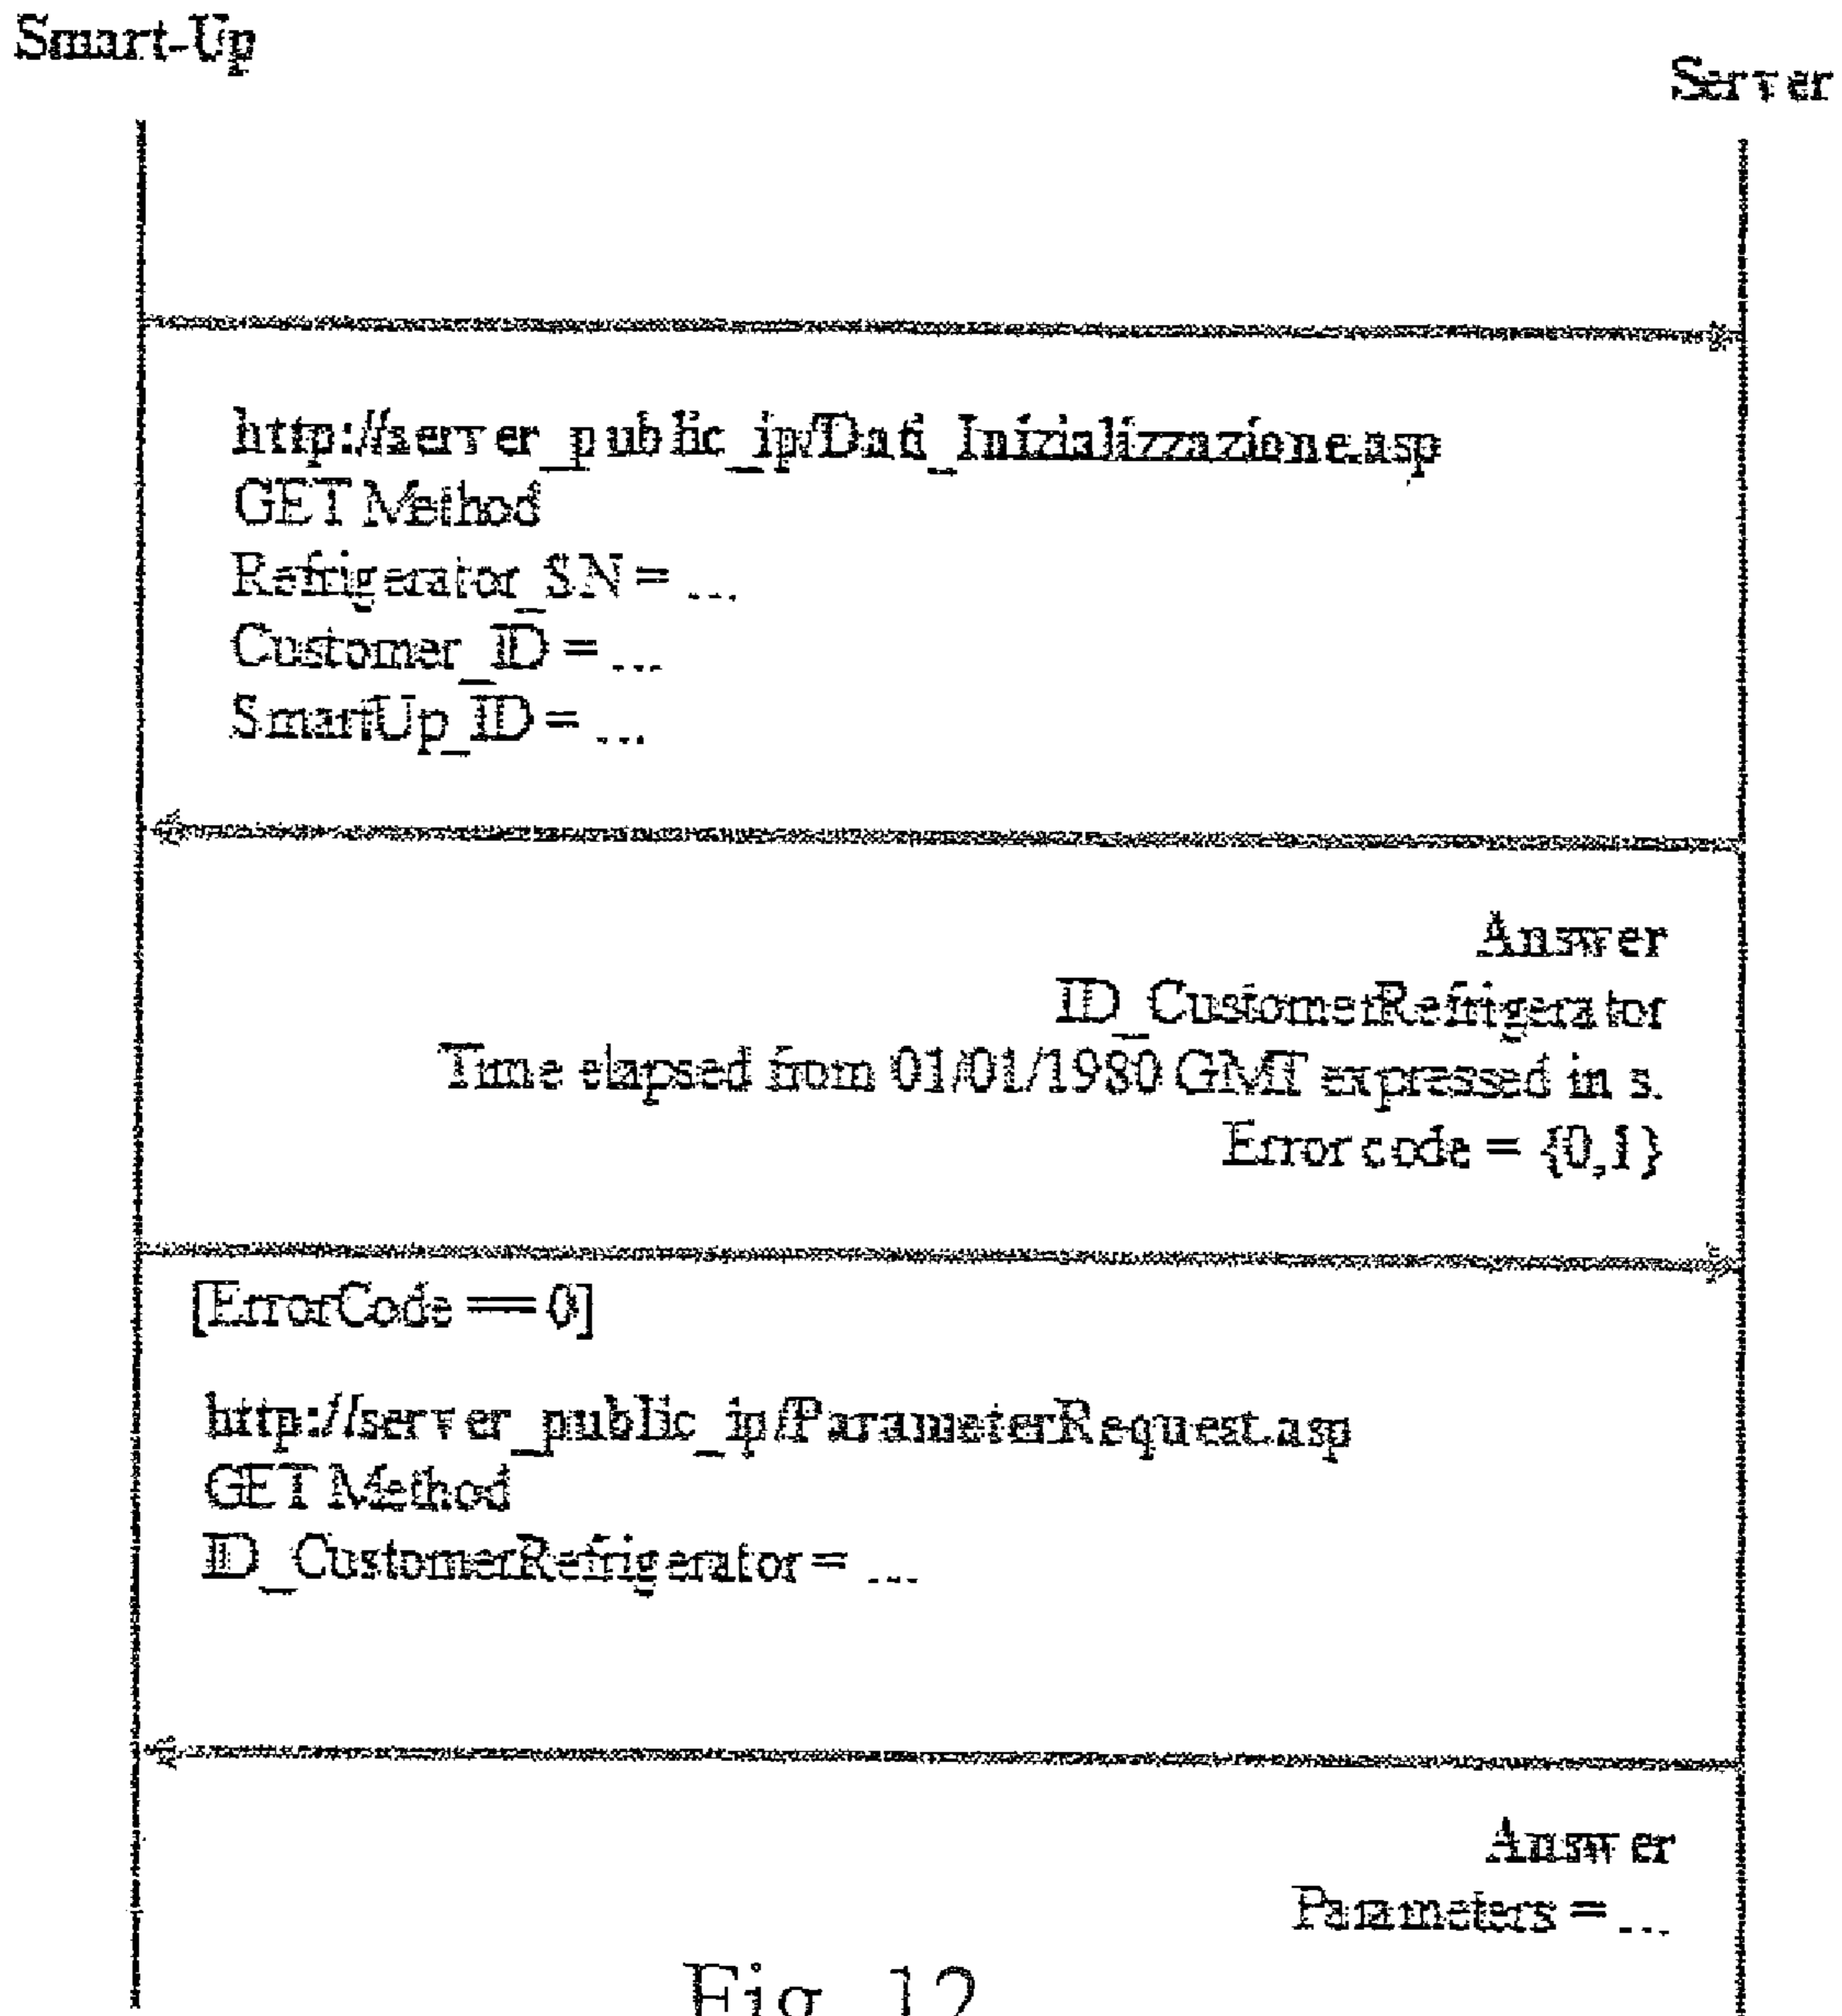 Smart-Up
Server
http://server_public_ip/Dati_Inizializzazione.asp
GET Method
Refrigerator_SN = ...
Customer_ID = ...
SmartUp_ID = ...
Answer
ID_CustomerRefrigerator
Time elapsed from 01/01/1980 GMT expressed in s.
Error code = {0,1}
[ErrorCode == 0]
http://server_public_ip/ParameterRequest.asp
GET Method
ID_CustomerRefrigerator = ...
Answer
Parameters = ...
Fig. 12